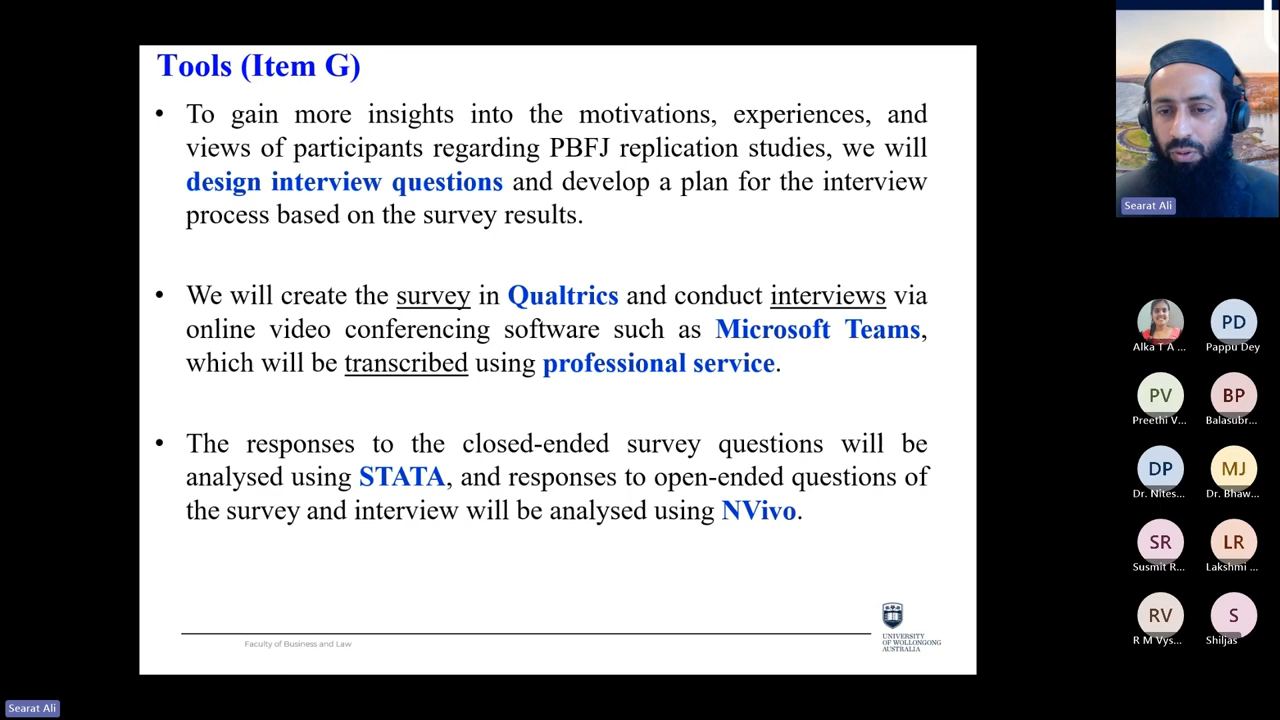 Tools (Item G)
• To gain more insights into the motivations, experiences, and
views of participants regarding PBFJ replication studies, we will
design interview questions and develop a plan for the interview
process based on the survey results.
• We will create the survey in Qualtrics and conduct interviews via
online video conferencing software such as Microsoft Teams,
which will be transcribed using professional service.
• The responses to the closed-ended survey questions will be
analysed using STATA, and responses to open-ended questions of
the survey and interview will be analysed using NVivo.
Faculty of Business and Law
UNIVERSITY
OF WOLLONGONG
AUSTRALIA
Searat Ali
Alka T A ...
PD
Pappu Dey
PV
Preethi V...
BP
Balasubr...
DP
Dr. Nites...
MJ
Dr. Bhaw...
SR
Susmit R...
LR
Lakshmi ...
RV
R M Vys...
S
Shiljas
Searat Ali